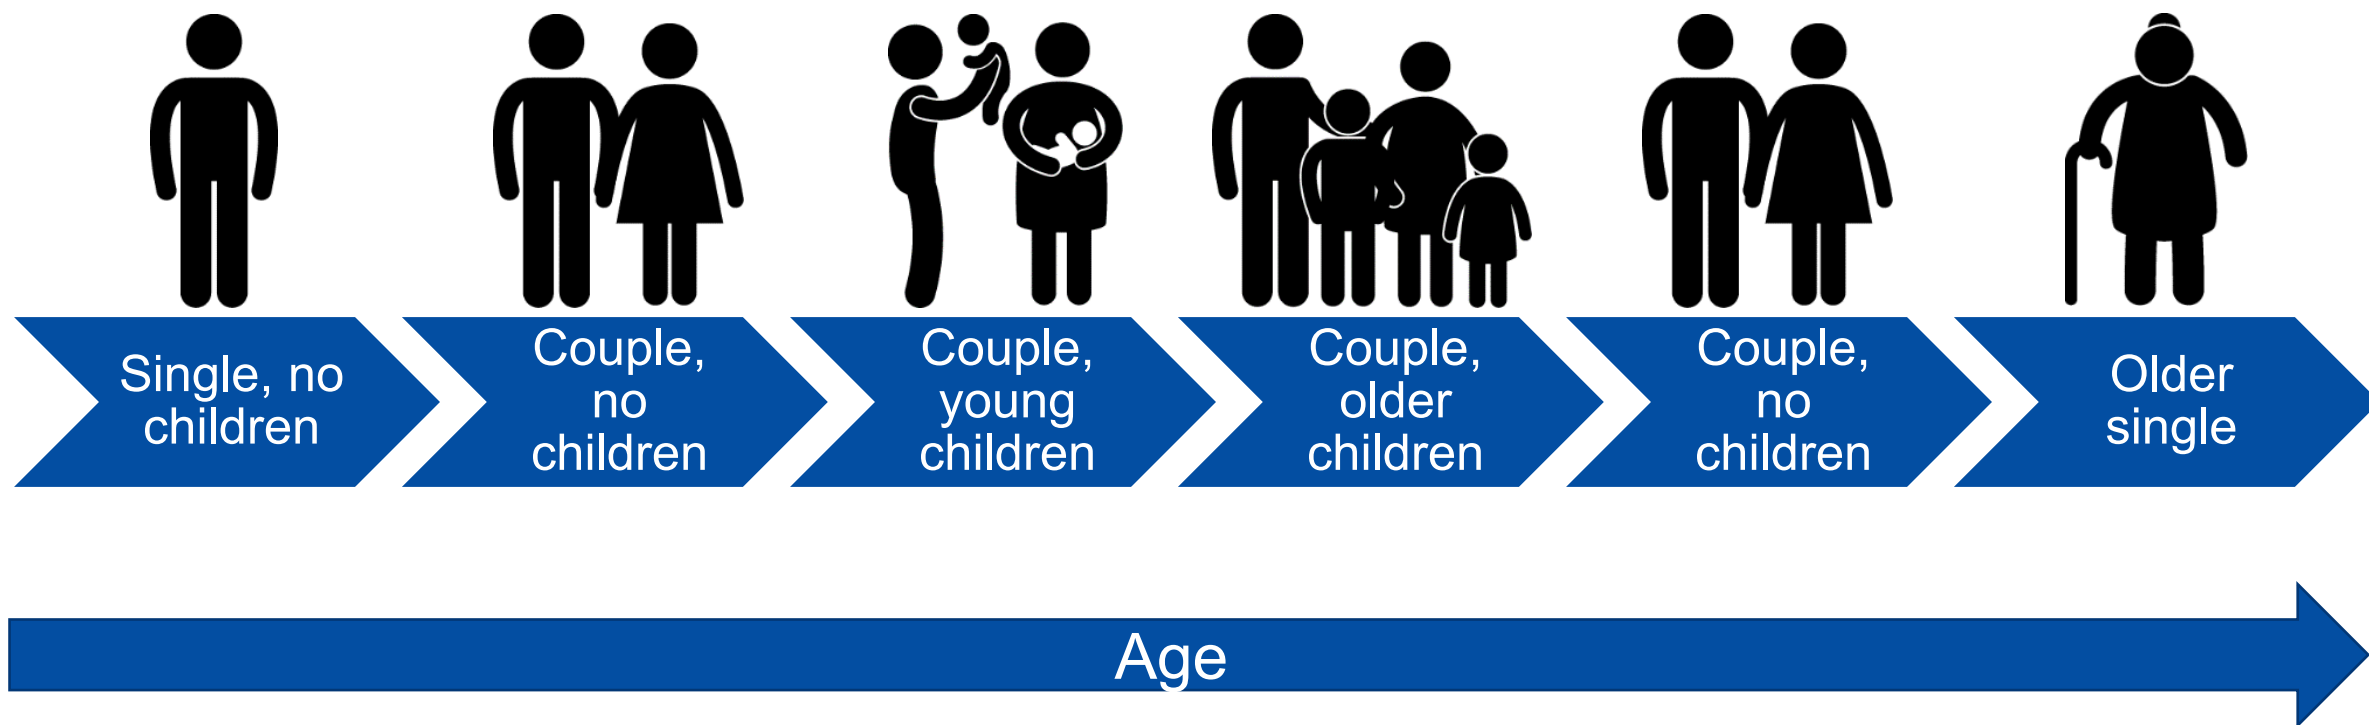 Single, no
children
Couple,
no
children
Couple,
young
children
Couple,
older
children
Couple,
no
children
Older
single
Age